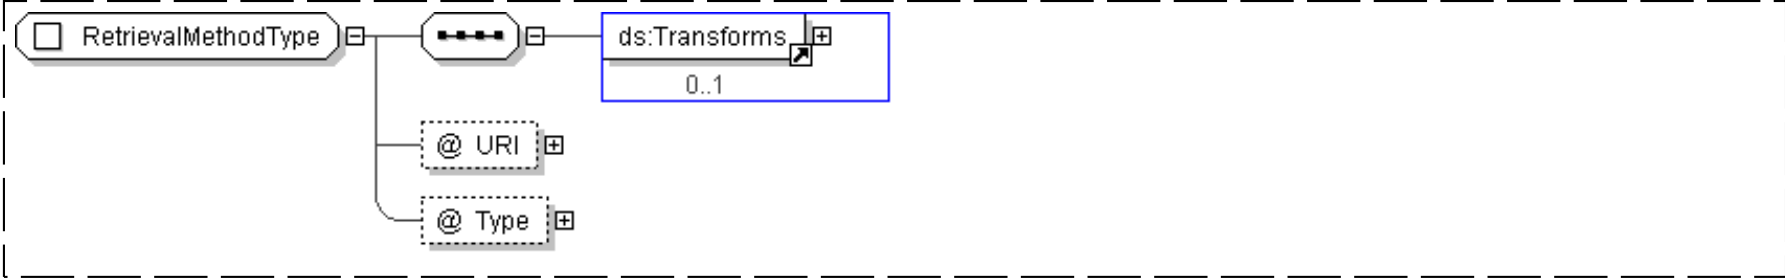 RetrievalMethodType
ds:Transforms
0..1
@ URI
@ Type